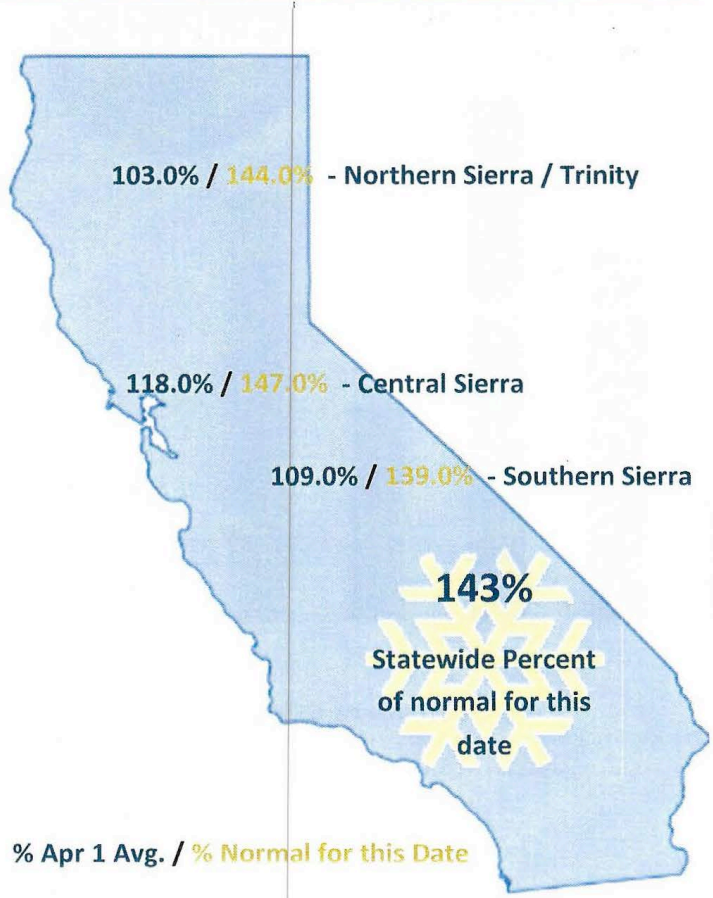 103.0% / 144.0% - Northern Sierra / Trinity
118.0% / 147.0% - Central Sierra
109.0% / 139.0% - Southern Sierra
143%
Statewide Percent
of normal for this
date
% Apr 1 Avg. / % Normal for this Date